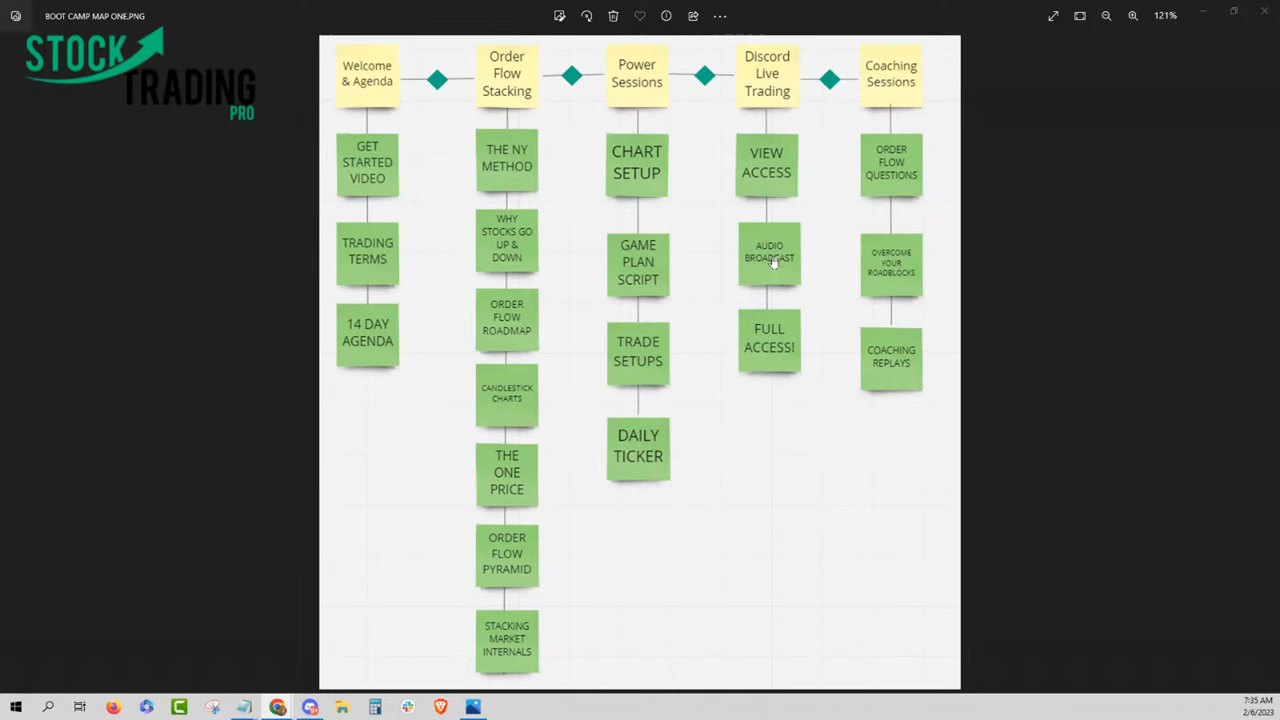 BOOT CAMP MAP ONE.PNG
121%
STOCK
TRADING
PRO
Welcome
& Agenda
GET
STARTED
VIDEO
TRADING
TERMS
14 DAY
AGENDA
Order
Flow
Stacking
THE NY
METHOD
WHY
STOCKS GO
UP &
DOWN
ORDER
FLOW
ROADMAP
CANDLESTICK
CHARTS
THE
ONE
PRICE
ORDER
FLOW
PYRAMID
STACKING
MARKET
INTERNALS
Power
Sessions
CHART
SETUP
GAME
PLAN
SCRIPT
TRADE
SETUPS
DAILY
TICKER
Discord
Live
Trading
VIEW
ACCESS
AUDIO
BROADCAST
FULL
ACCESS!
Coaching
Sessions
ORDER
FLOW
QUESTIONS
OVERCOME
YOUR
ROADBLOCKS
COACHING
REPLAYS
7:35 AM
2/6/2023